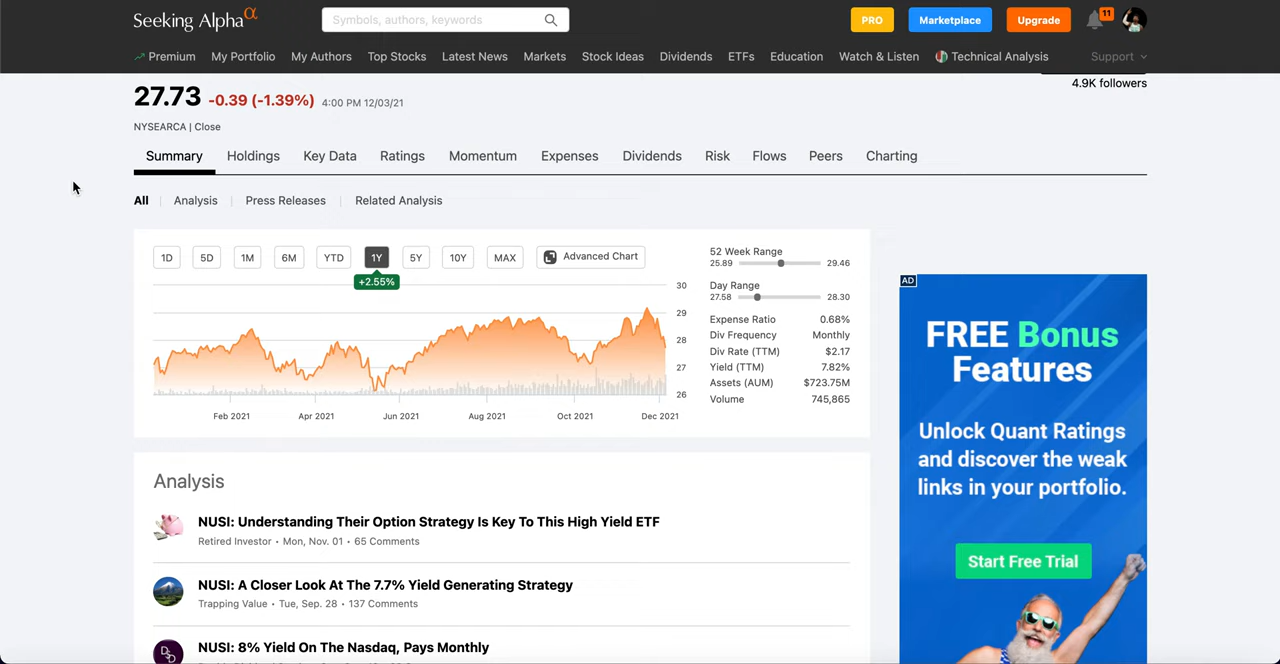 Seeking Alphaα
Symbols, authors, keywords
PRO
Marketplace
Upgrade
11
Premium
My Portfolio
My Authors
Top Stocks
Latest News
Markets
Stock Ideas
Dividends
ETFs
Education
Watch & Listen
Technical Analysis
Support
4.9K followers
27.73 -0.39 (-1.39%) 4:00 PM 12/03/21
NYSEARCA | Close
Summary
Holdings
Key Data
Ratings
Momentum
Expenses
Dividends
Risk
Flows
Peers
Charting
All | Analysis | Press Releases | Related Analysis
1D
5D
1M
6M
YTD
1Y
5Y
10Y
MAX
Advanced Chart
+2.55%
30
29
28
27
26
Feb 2021
Apr 2021
Jun 2021
Aug 2021
Oct 2021
Dec 2021
52 Week Range
25.89 29.46
Day Range
27.58 28.30
Expense Ratio 0.68%
Div Frequency Monthly
Div Rate (TTM) $2.17
Yield (TTM) 7.82%
Assets (AUM) $723.75M
Volume 745,865
Analysis
NUSI: Understanding Their Option Strategy Is Key To This High Yield ETF
Retired Investor • Mon, Nov. 01 • 65 Comments
NUSI: A Closer Look At The 7.7% Yield Generating Strategy
Trapping Value • Tue, Sep. 28 • 137 Comments
NUSI: 8% Yield On The Nasdaq, Pays Monthly
AD
FREE Bonus
Features
Unlock Quant Ratings
and discover the weak
links in your portfolio.
Start Free Trial